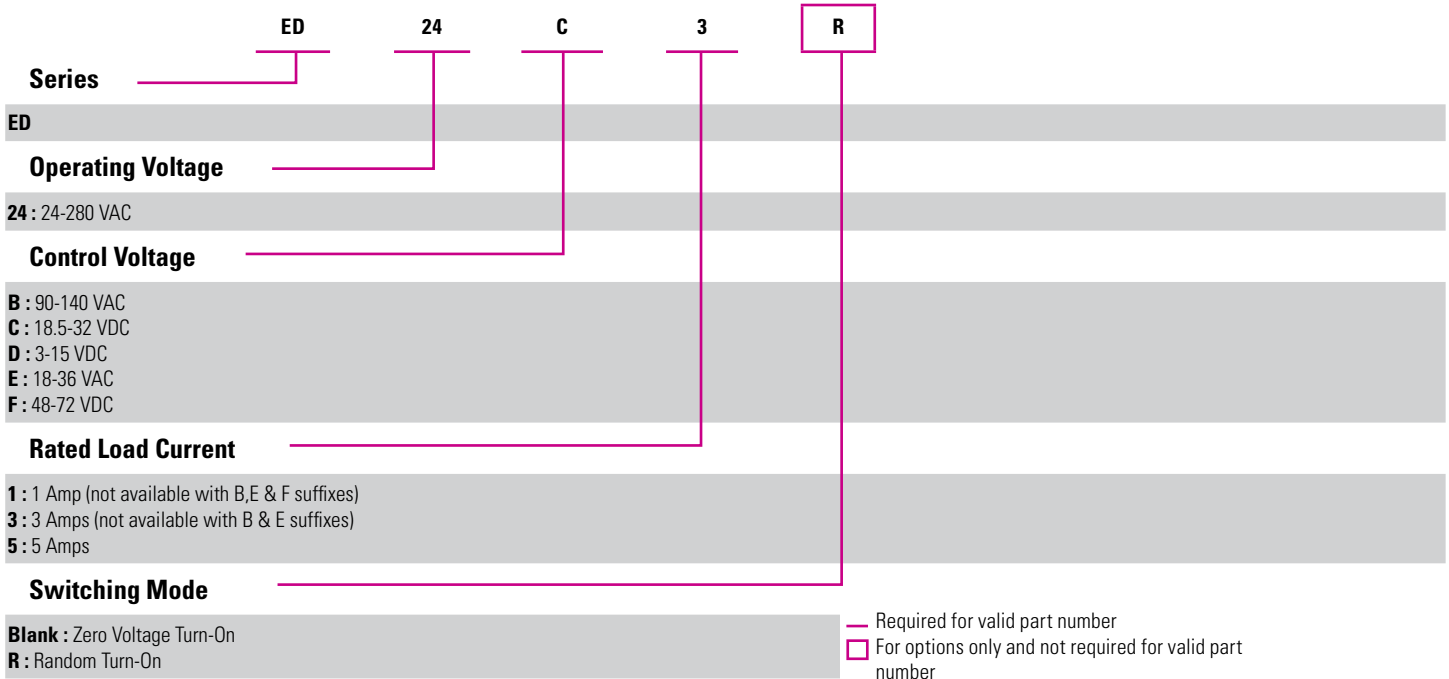 ED 24 C 3 R
Series
ED
Operating Voltage
24 : 24-280 VAC
Control Voltage
B : 90-140 VAC
C : 18.5-32 VDC
D : 3-15 VDC
E : 18-36 VAC
F : 48-72 VDC
Rated Load Current
1 : 1 Amp (not available with B,E & F suffixes)
3 : 3 Amps (not available with B & E suffixes)
5 : 5 Amps
Switching Mode
Blank : Zero Voltage Turn-On
R : Random Turn-On
Required for valid part number
For options only and not required for valid part
number